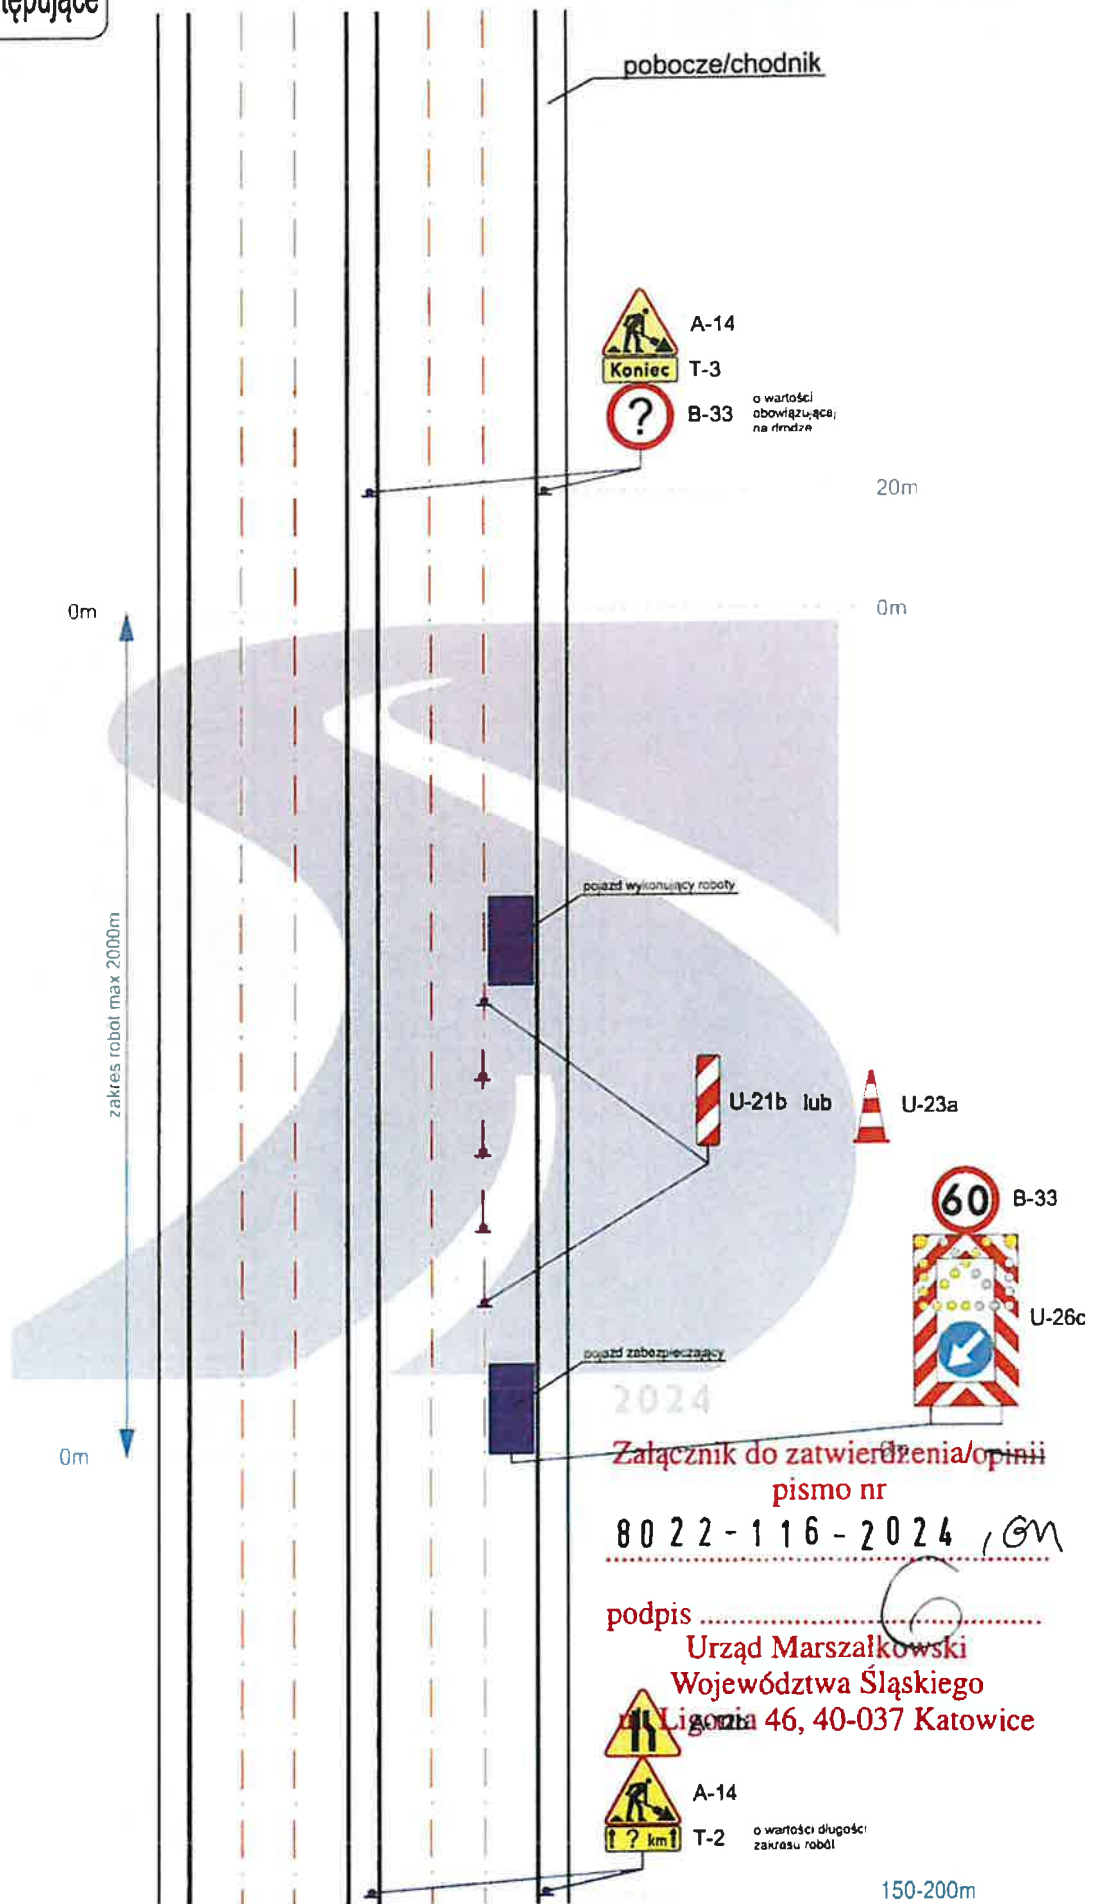 tępujące
pobocze/chodnik
A-14
Koniec T-3
? B-33
o wartości
obowiązującej
na drodze
20m
0m
0m
pojazd wykonujący roboty
zakres robót max 2000m
U-21b lub U-23a
60 B-33
U-26c
pojazd zabezpieczający
2024
0m
Załącznik do zatwierdzenia/opinii
pismo nr
8022-116-2024
podpis
Urząd Marszałkowski
Województwa Śląskiego
ul. Ligonia 46, 40-037 Katowice
A-12b
A-14
? km T-2
o wartości długości
zakresu robót
150-200m